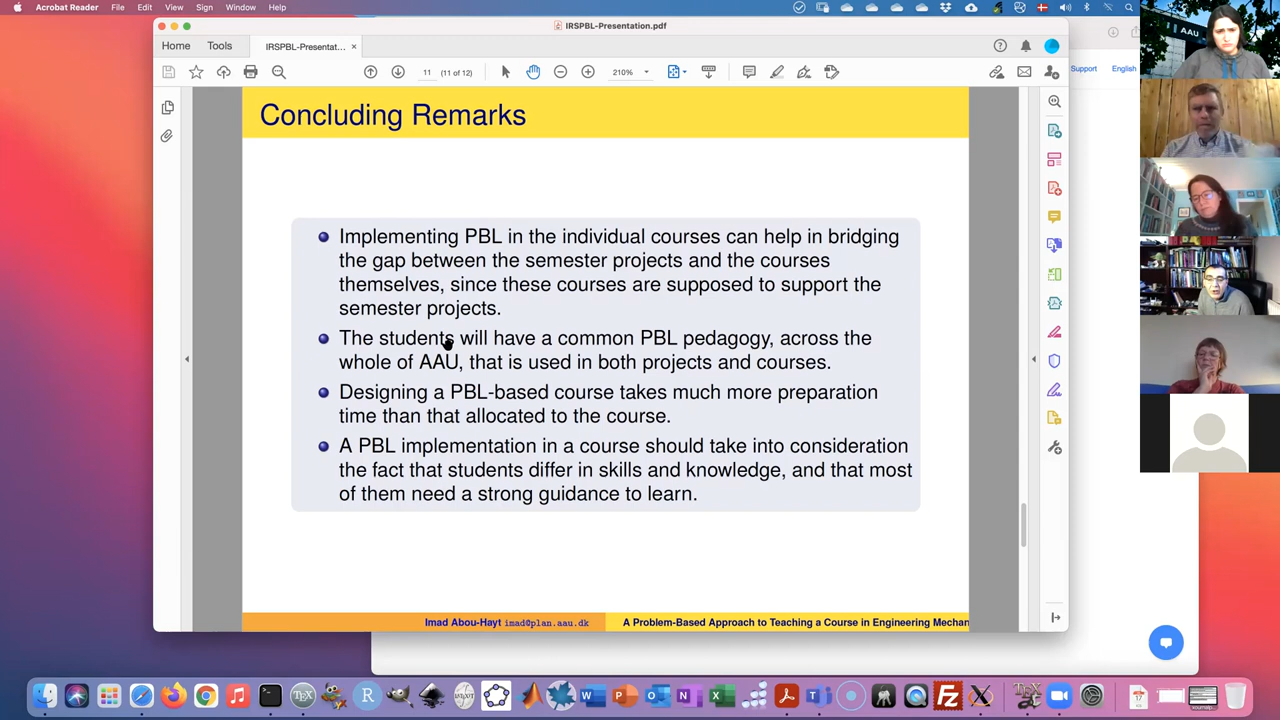 Acrobat Reader File Edit View Sign Window Help
IRSPBL-Presentation.pdf
Home Tools IRSPBL-Presentat... ×
11 (11 of 12) 210%
Concluding Remarks
Implementing PBL in the individual courses can help in bridging
the gap between the semester projects and the courses
themselves, since these courses are supposed to support the
semester projects.
The students will have a common PBL pedagogy, across the
whole of AAU, that is used in both projects and courses.
Designing a PBL-based course takes much more preparation
time than that allocated to the course.
A PBL implementation in a course should take into consideration
the fact that students differ in skills and knowledge, and that most
of them need a strong guidance to learn.
Imad Abou-Hayt imad@plan.aau.dk A Problem-Based Approach to Teaching a Course in Engineering Mechan
Support English
AAU